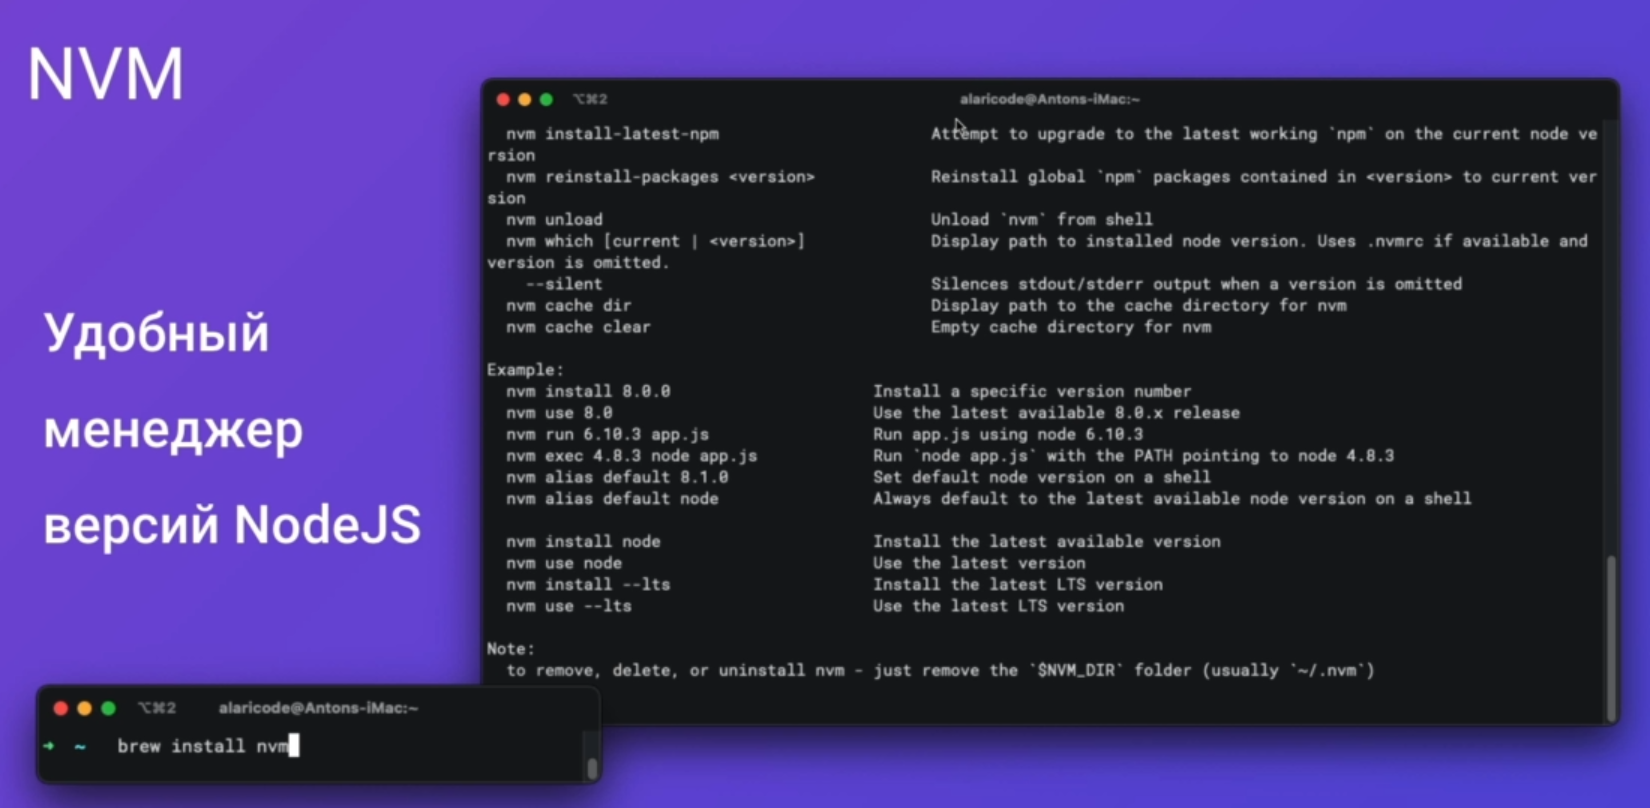 NVM
Удобный
менеджер
версий NodeJS
⌥⌘2
alaricode@Antons-iMac:~
nvm install-latest-npm Attempt to upgrade to the latest working `npm` on the current node ve
rsion
nvm reinstall-packages <version> Reinstall global `npm` packages contained in <version> to current ver
sion
nvm unload Unload `nvm` from shell
nvm which [current | <version>] Display path to installed node version. Uses .nvmrc if available and
version is omitted.
--silent Silences stdout/stderr output when a version is omitted
nvm cache dir Display path to the cache directory for nvm
nvm cache clear Empty cache directory for nvm
Example:
nvm install 8.0.0 Install a specific version number
nvm use 8.0 Use the latest available 8.0.x release
nvm run 6.10.3 app.js Run app.js using node 6.10.3
nvm exec 4.8.3 node app.js Run `node app.js` with the PATH pointing to node 4.8.3
nvm alias default 8.1.0 Set default node version on a shell
nvm alias default node Always default to the latest available node version on a shell
nvm install node Install the latest available version
nvm use node Use the latest version
nvm install --lts Install the latest LTS version
nvm use --lts Use the latest LTS version
Note:
to remove, delete, or uninstall nvm - just remove the `$NVM_DIR` folder (usually `~/.nvm`)
⌥⌘2 alaricode@Antons-iMac:~
➜ ~ brew install nvm